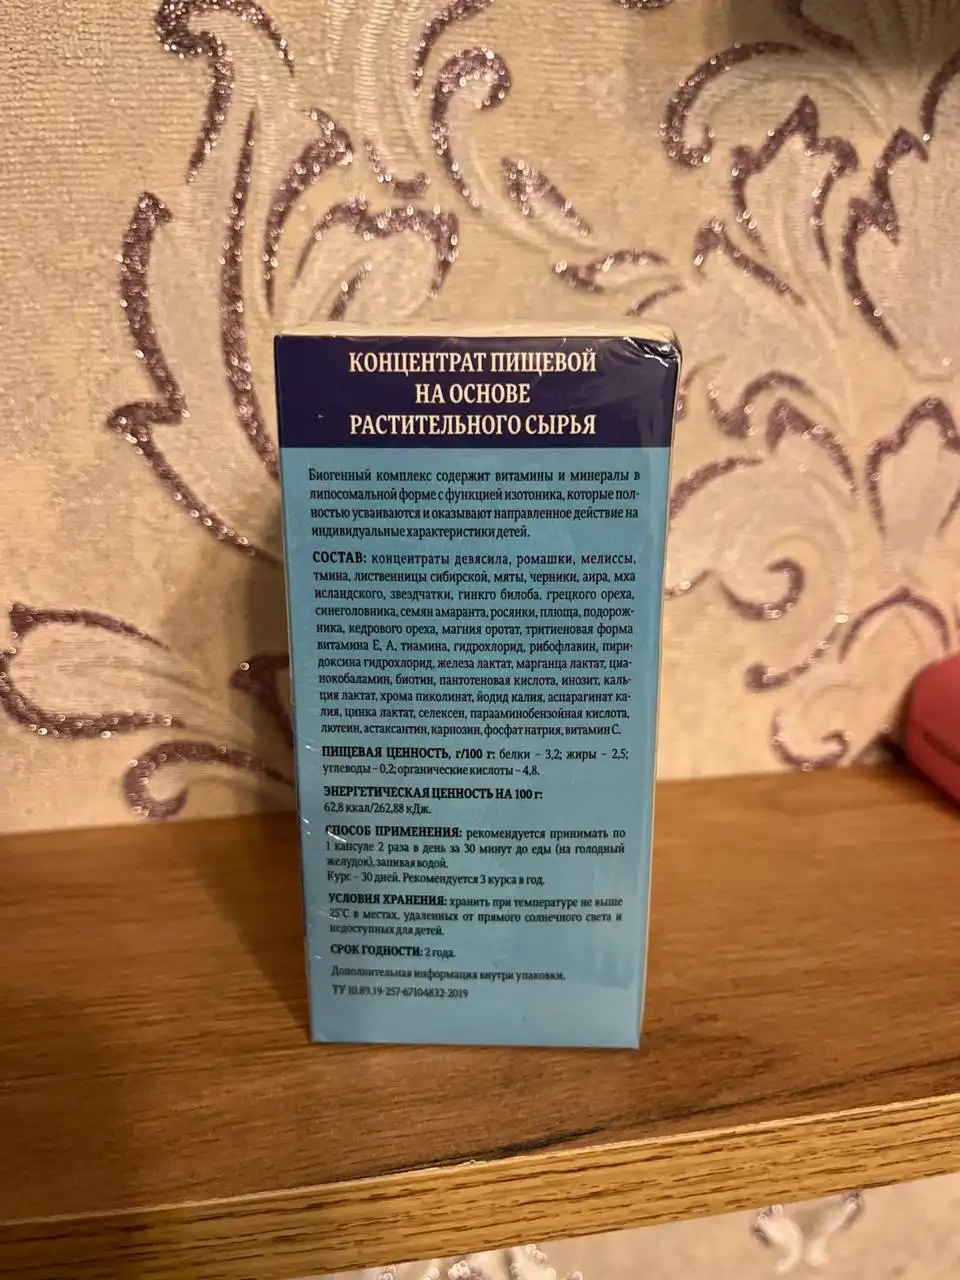 КОНЦЕНТРАТ ПИЩЕВОЙ
НА ОСНОВЕ
РАСТИТЕЛЬНОГО СЫРЬЯ
Биогенный комплекс содержит витамины и минералы в
липосомальной форме с функцией изотоника, которые пол-
ностью усваиваются и оказывают направленное действие на
индивидуальные характеристики детей.
СОСТАВ: концентраты девясила, ромашки, мелиссы,
тмина, лиственницы сибирской, мяты, черники, аира, мха
исландского, звездчатки, гинкго билоба, грецкого ореха,
синеголовника, семян амаранта, росянки, плюща, подорож-
ника, кедрового ореха, магния оротат, тритиеновая форма
витамина Е, А, тиамина, гидрохлорид, рибофлавин, пири-
доксина гидрохлорид, железа лактат, марганца лактат, циа-
нокобаламин, биотин, пантотеновая кислота, инозит, каль-
ция лактат, хрома пиколинат, йодид калия, аспарагинат ка-
лия, цинка лактат, селексен, парааминобензойная кислота,
лютеин, астаксантин, карнозин, фосфат натрия, витамин С.
ПИЩЕВАЯ ЦЕННОСТЬ, г/100 г: белки – 3,2; жиры – 2,5;
углеводы – 0,2; органические кислоты – 4,8.
ЭНЕРГЕТИЧЕСКАЯ ЦЕННОСТЬ НА 100 г:
62,8 ккал/262,88 кДж.
СПОСОБ ПРИМЕНЕНИЯ: рекомендуется принимать по
1 капсуле 2 раза в день за 30 минут до еды (на голодный
желудок), запивая водой.
Курс – 30 дней. Рекомендуется 3 курса в год.
УСЛОВИЯ ХРАНЕНИЯ: хранить при температуре не выше
25°С в местах, удаленных от прямого солнечного света и
недоступных для детей.
СРОК ГОДНОСТИ: 2 года.
Дополнительная информация внутри упаковки.
ТУ 10.89.19-257-67104832-2019